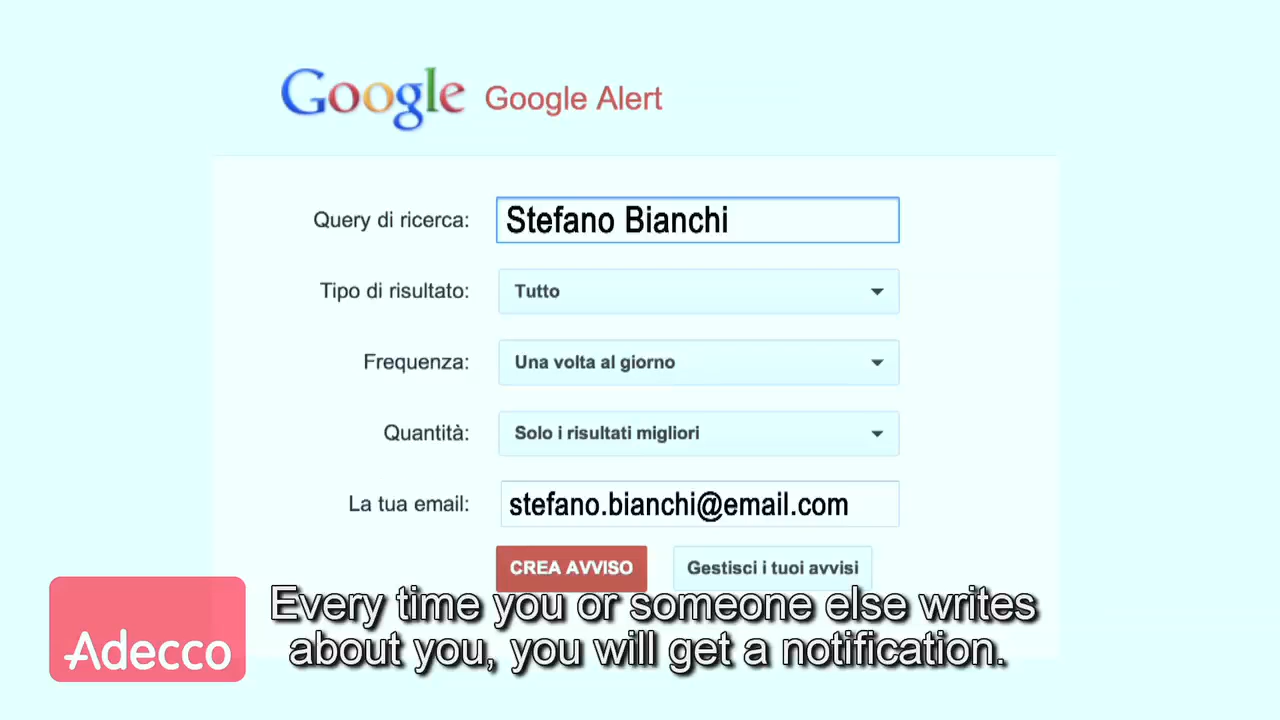 Google Google Alert
Query di ricerca: Stefano Bianchi
Tipo di risultato: Tutto
Frequenza: Una volta al giorno
Quantità: Solo i risultati migliori
La tua email: stefano.bianchi@email.com
CREA AVVISO Gestisci i tuoi avvisi
Every time you or someone else writes
about you, you will get a notification.
Adecco